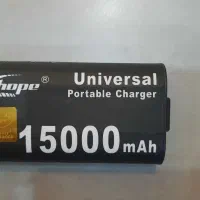 hope®
Universal
Portable Charger
15000mAh